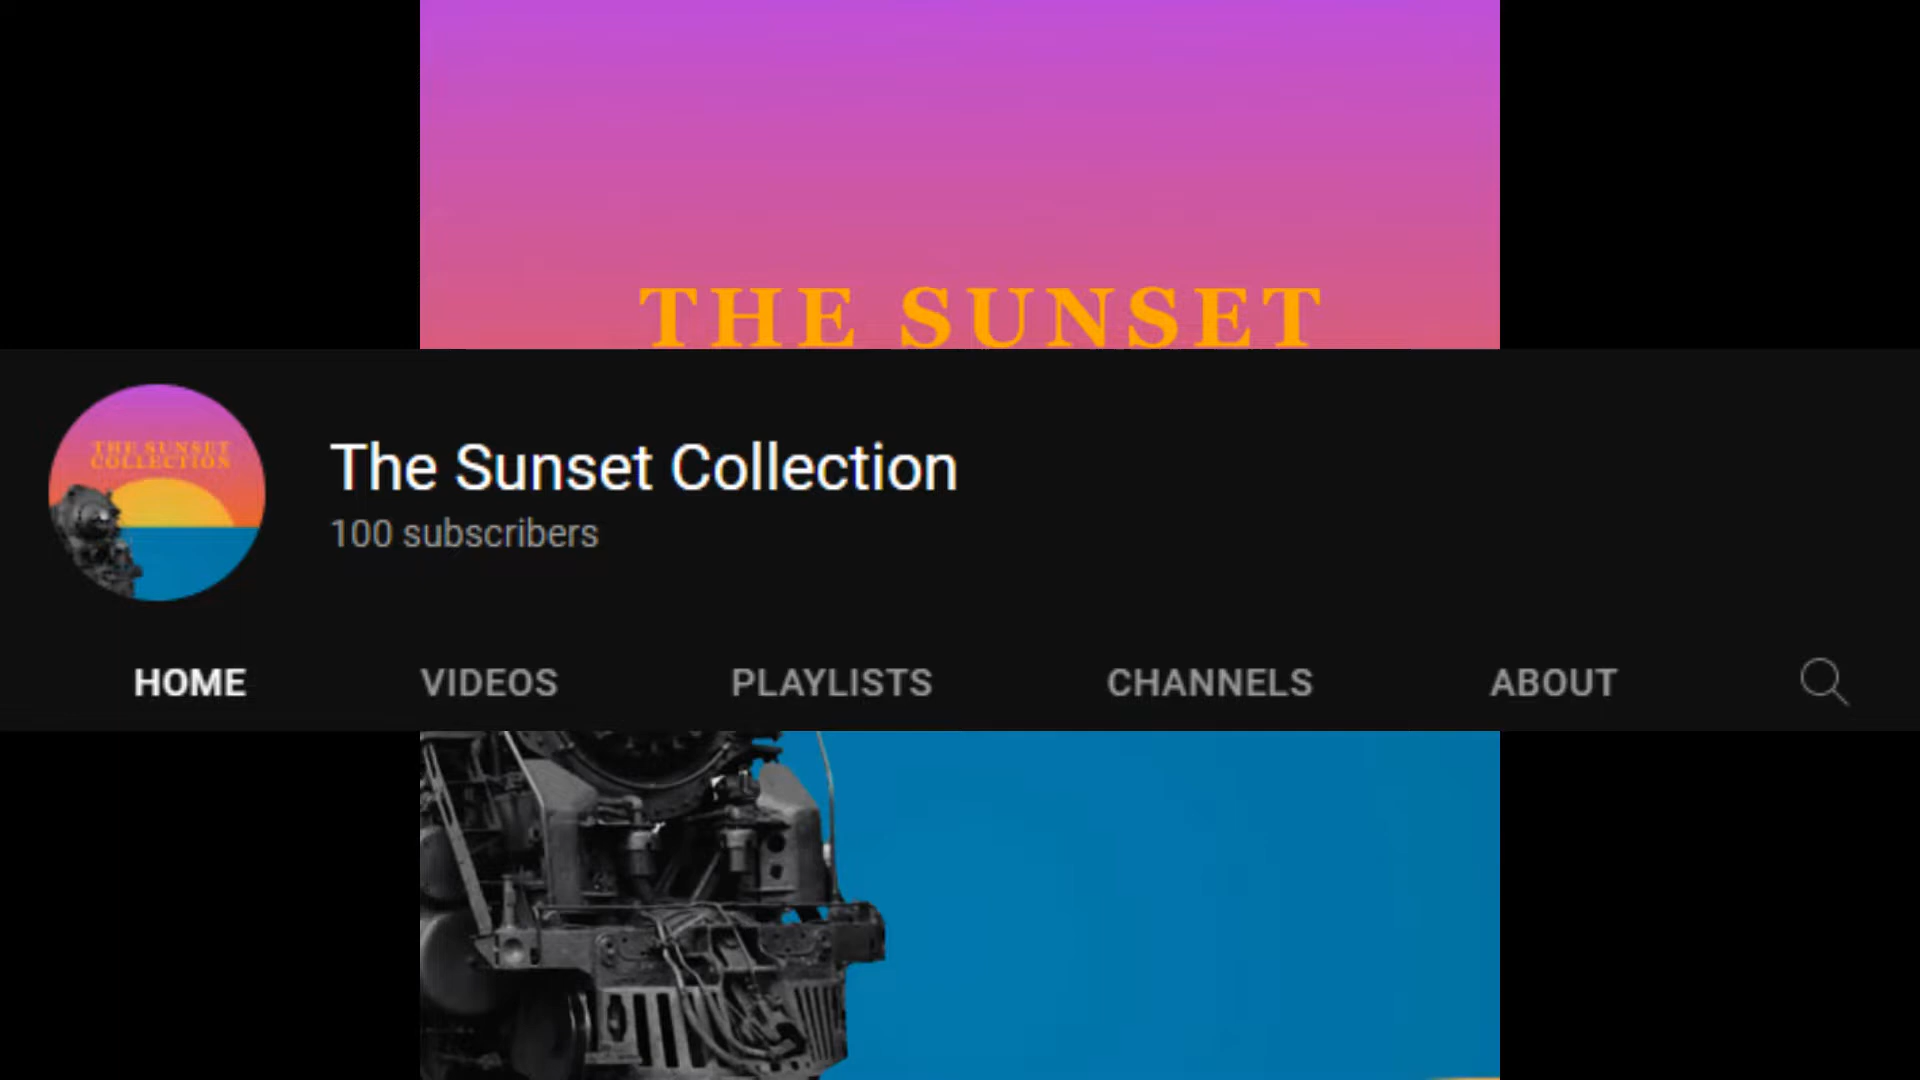 THE SUNSET
THE SUNSET
COLLECTION
The Sunset Collection
100 subscribers
HOME VIDEOS PLAYLISTS CHANNELS ABOUT